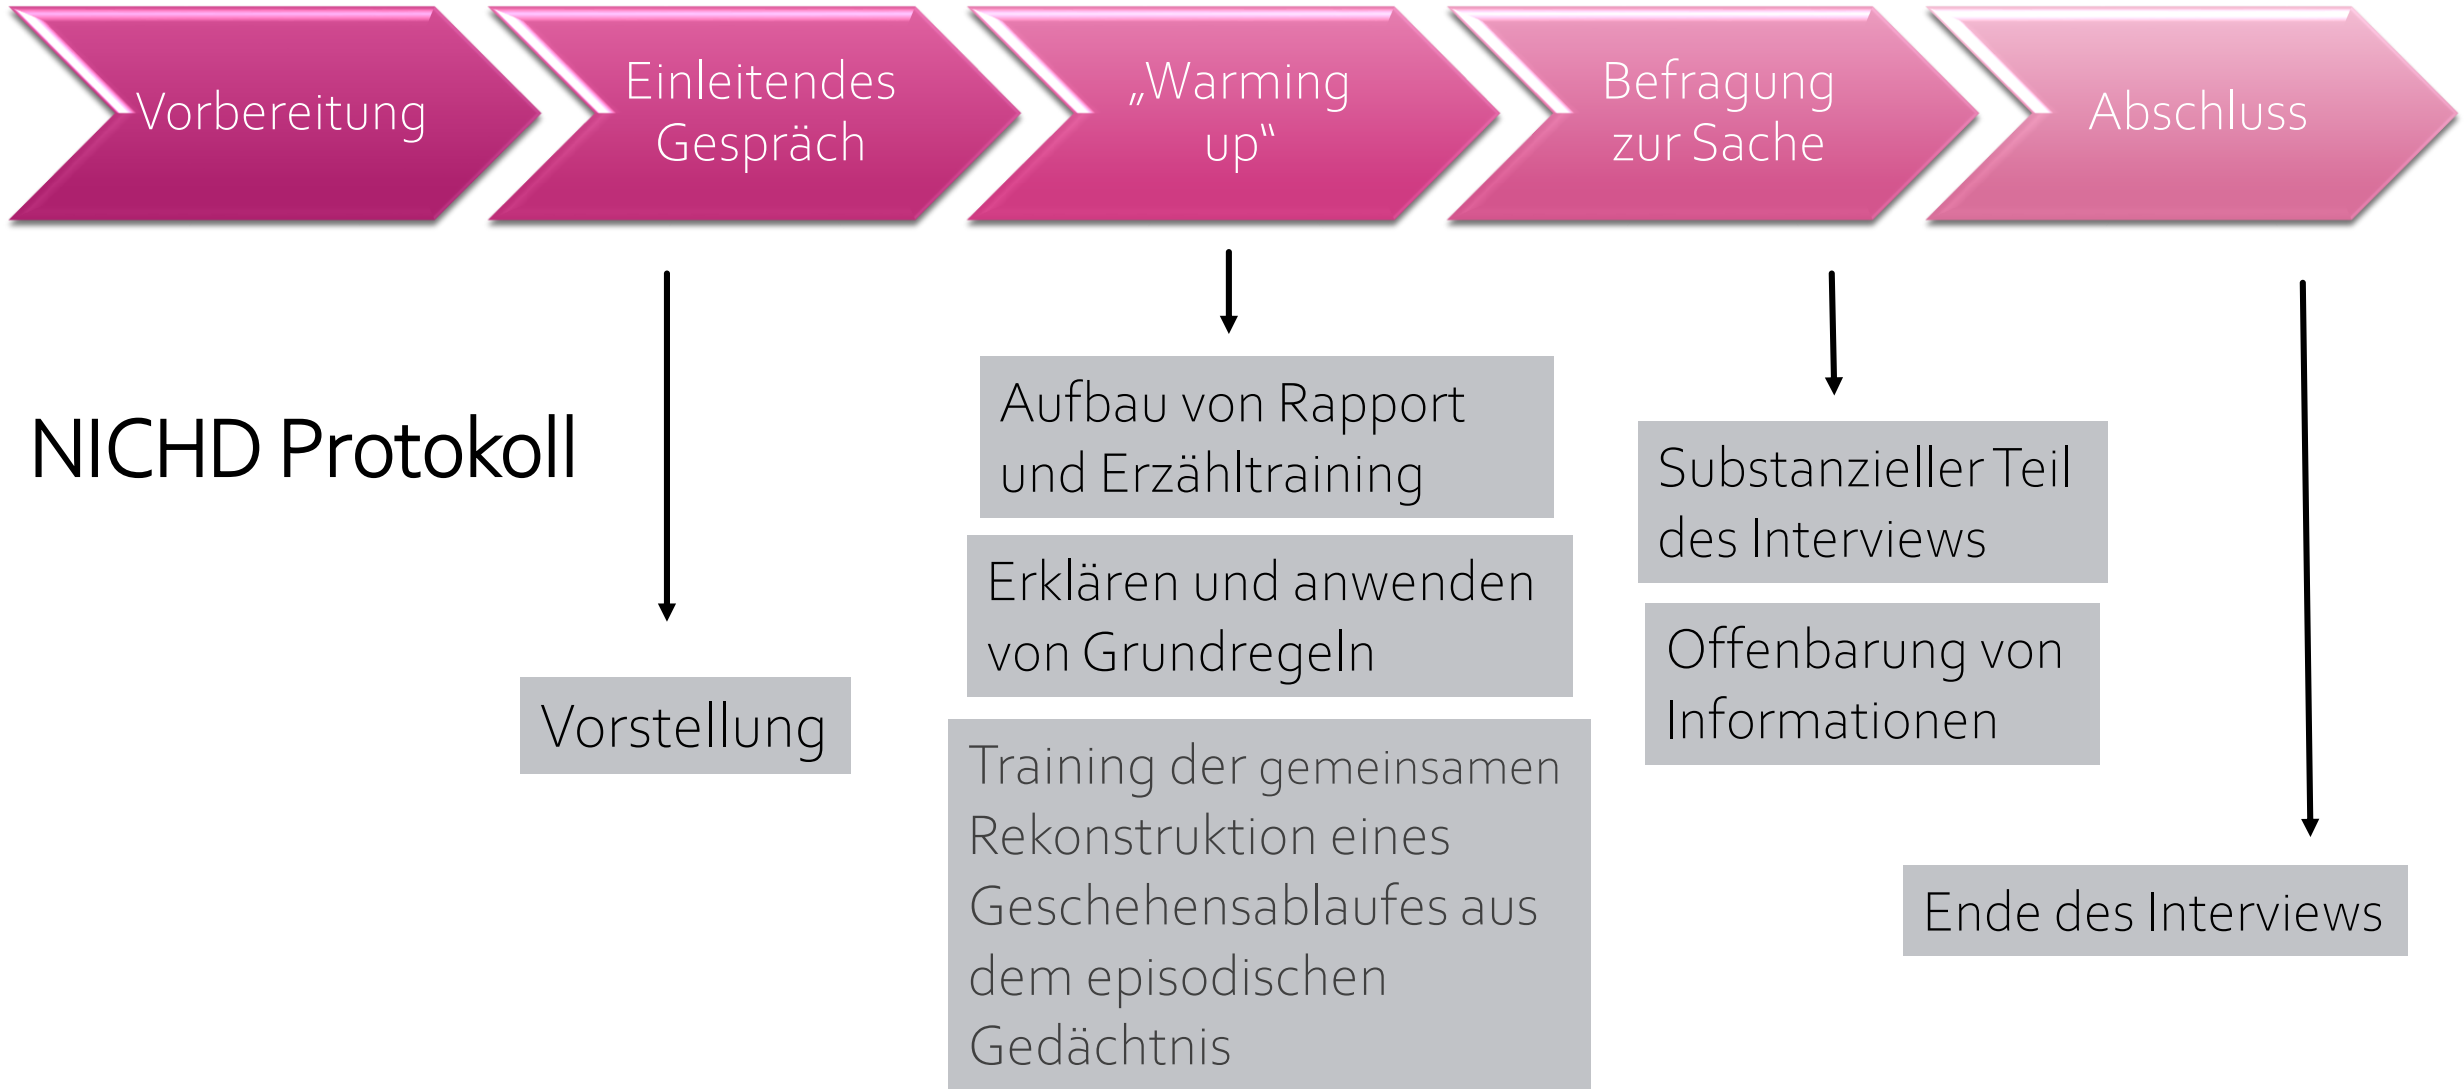 Vorbereitung
Einleitendes
Gespräch
„Warming
up“
Befragung
zur Sache
Abschluss
NICHD Protokoll
Vorstellung
Aufbau von Rapport
und Erzähltraining
Erklären und anwenden
von Grundregeln
Training der gemeinsamen
Rekonstruktion eines
Geschehensablaufes aus
dem episodischen
Gedächtnis
Substanzieller Teil
des Interviews
Offenbarung von
Informationen
Ende des Interviews